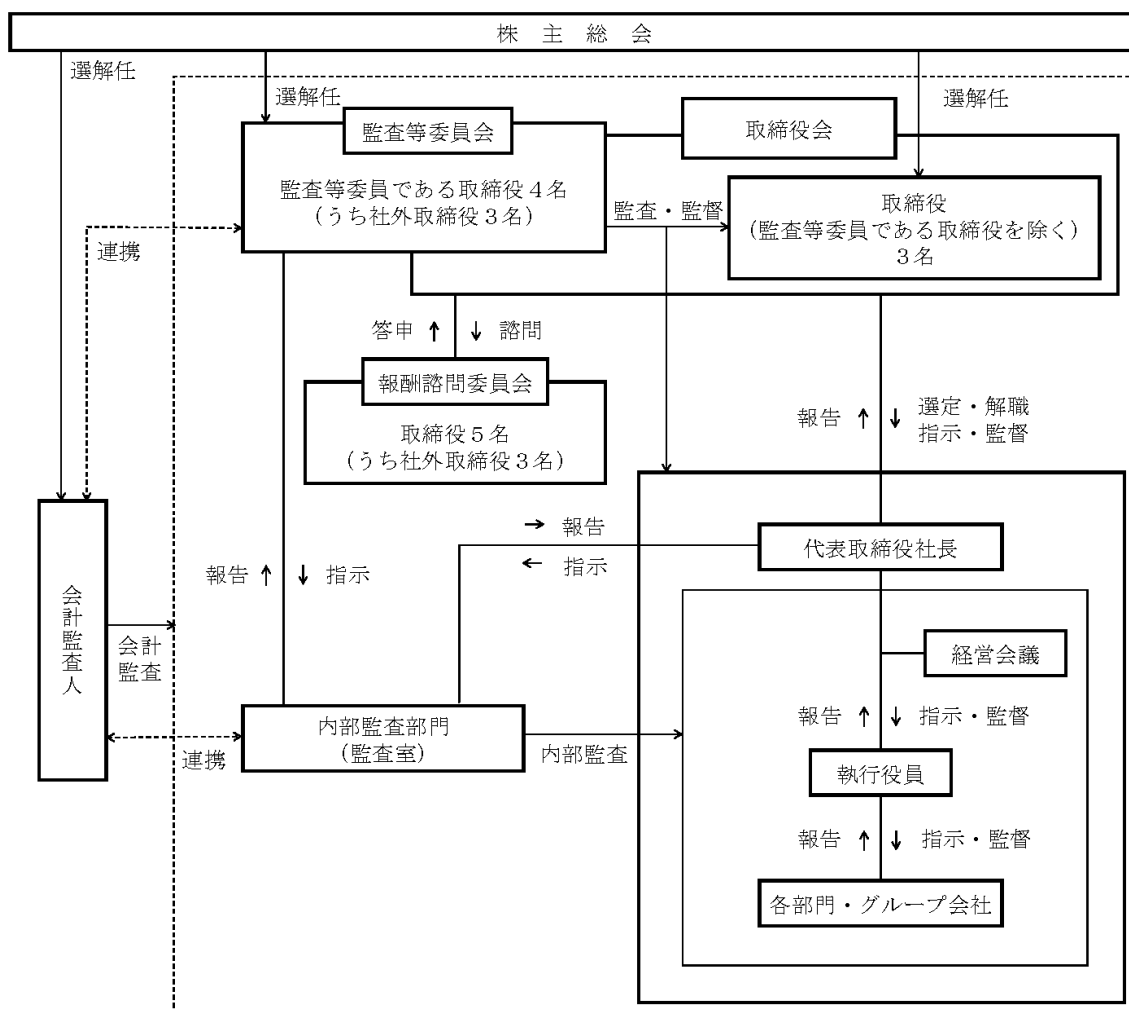 株主総会
選解任
選解任
選解任
監査等委員会
取締役会
監査等委員である取締役４名
(うち社外取締役３名)
監査・監督
取締役
(監査等委員である取締役を除く)
３名
連携
答申 ↑ ↓ 諮問
報酬諮問委員会
取締役５名
(うち社外取締役３名)
報告 ↑ ↓ 選定・解職
指示・監督
→ 報告
← 指示
代表取締役社長
報告 ↑ ↓ 指示
会計監査人
会計
監査
経営会議
内部監査部門
(監査室)
連携
内部監査
報告 ↑ ↓ 指示・監督
執行役員
報告 ↑ ↓ 指示・監督
各部門・グループ会社